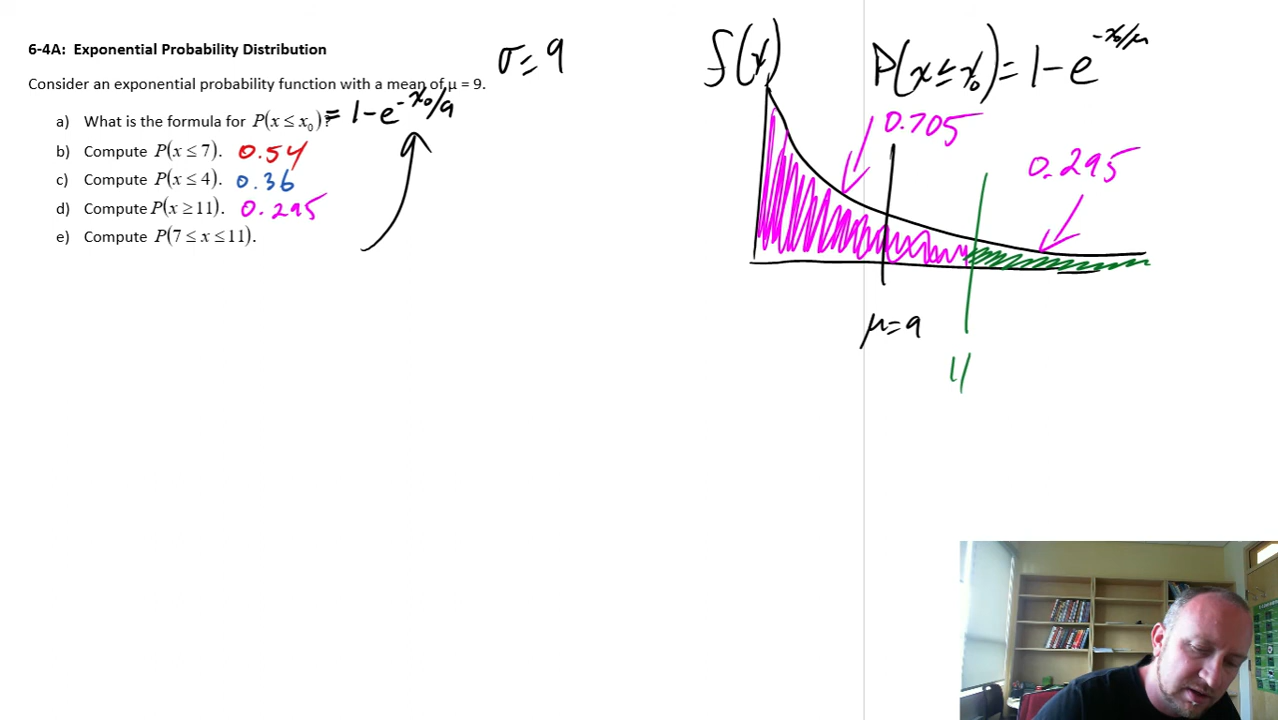 6-4A: Exponential Probability Distribution
σ = 9
Consider an exponential probability function with a mean of μ = 9.
a) What is the formula for P(x ≤ x₀)? = 1-e^(-x₀/9)
b) Compute P(x ≤ 7). 0.54
c) Compute P(x ≤ 4). 0.36
d) Compute P(x ≥ 11). 0.295
e) Compute P(7 ≤ x ≤ 11).
f(x)
P(x≤x₀) = 1-e^(-x₀/μ)
0.705
0.295
μ=9
11